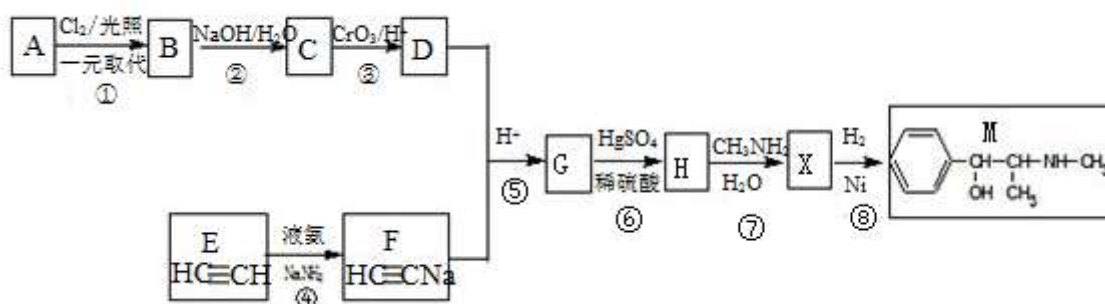 A Cl₂/光照 一元取代 ① B NaOH/H₂O ② C CrO₃/H⁺ ③ D
H⁺ ⑤ G HgSO₄ 稀硫酸 ⑥ H CH₃NH₂ H₂O ⑦ X H₂ Ni ⑧ M
CH—CH—NH—CH₃
OH CH₃
E HC≡CH 液氨 NaNH₂ ④ F HC≡CNa